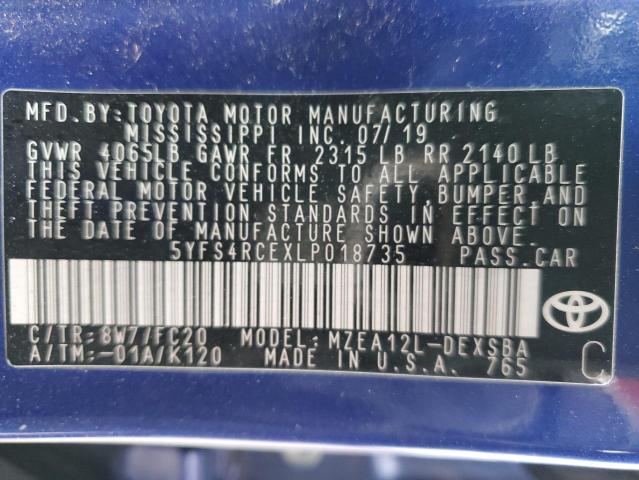 MFD.BY:TOYOTA MOTOR MANUFACTURING
MISSISSIPPI INC. 07/19
GVWR 4065LB GAWR FR 2315 LB RR 2140 LB
THIS VEHICLE CONFORMS TO ALL APPLICABLE
FEDERAL MOTOR VEHICLE SAFETY,BUMPER,AND
THEFT PREVENTION STANDARDS IN EFFECT ON
THE DATE OF MANUFACTURE SHOWN ABOVE.
5YFS4RCEXLP018735 PASS.CAR
C/TR:8W7/FC20 MODEL:MZEA12L-DEXSBA
A/TM:-01A/K120 MADE IN U.S.A. 765
C